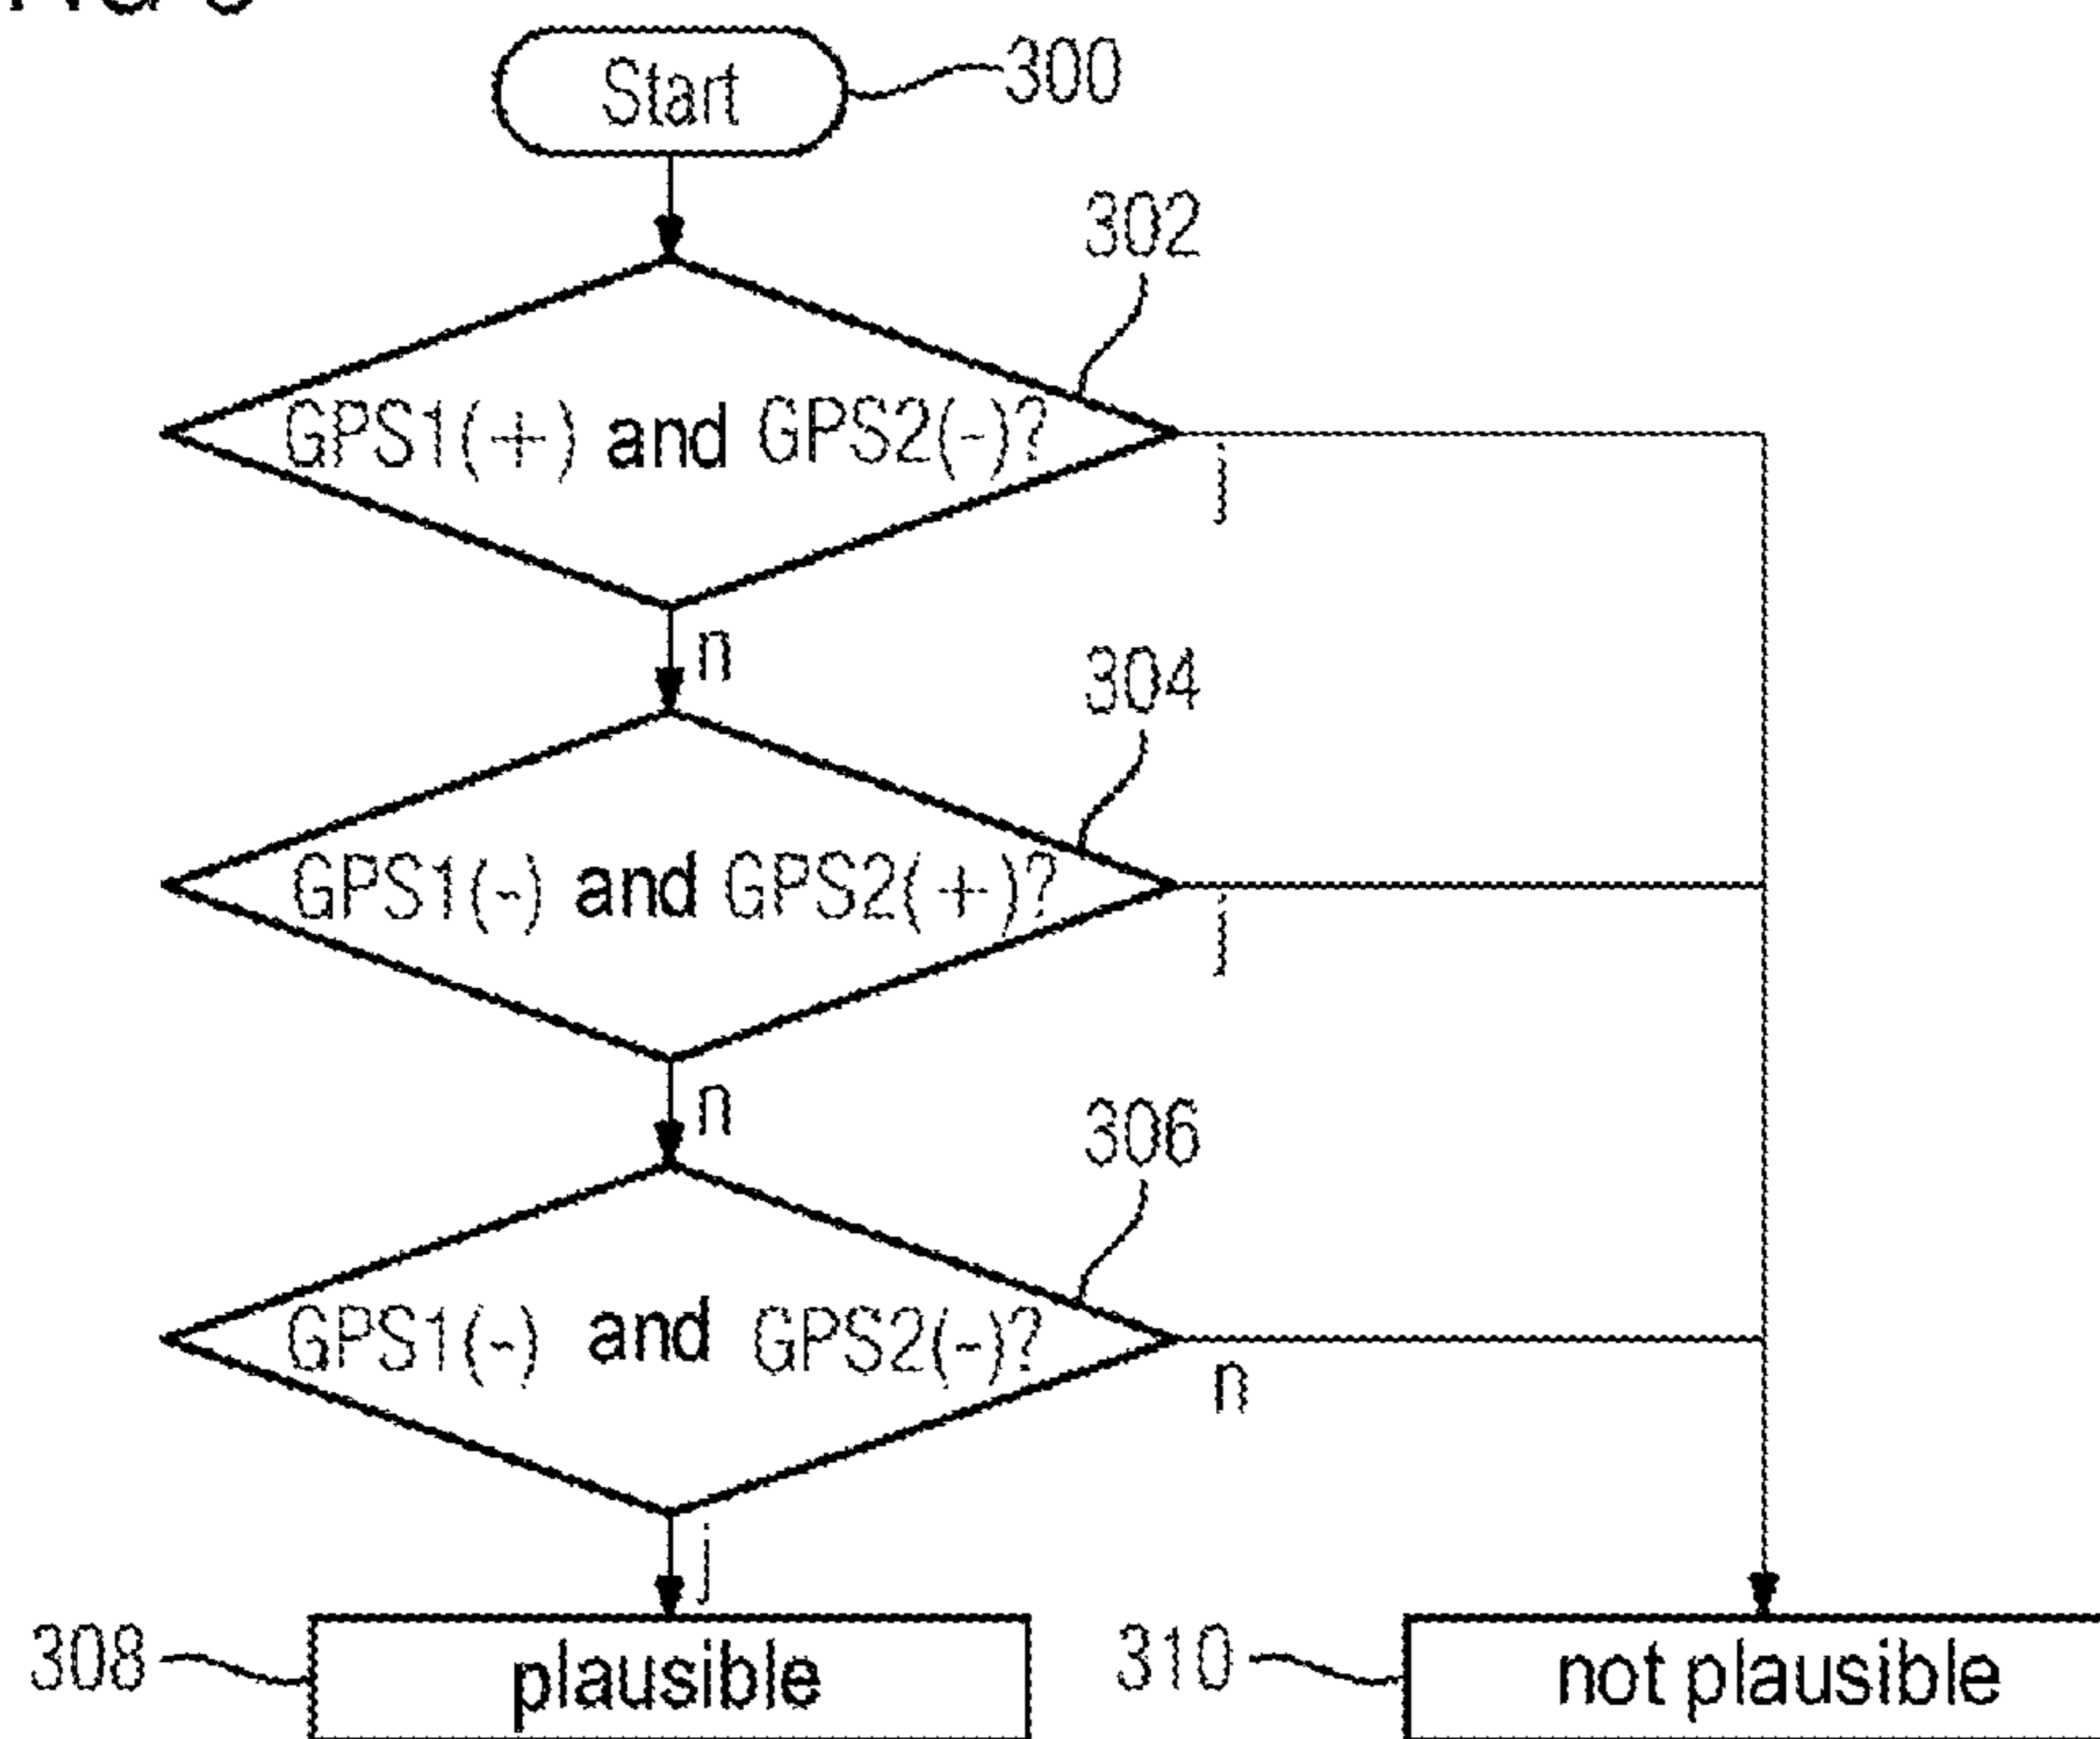 Start
300
302
GPS1(+) and GPS2(-)?
j
n
304
GPS1(-) and GPS2(+)?
j
n
306
GPS1(-) and GPS2(-)?
n
j
308
plausible
310
not plausible